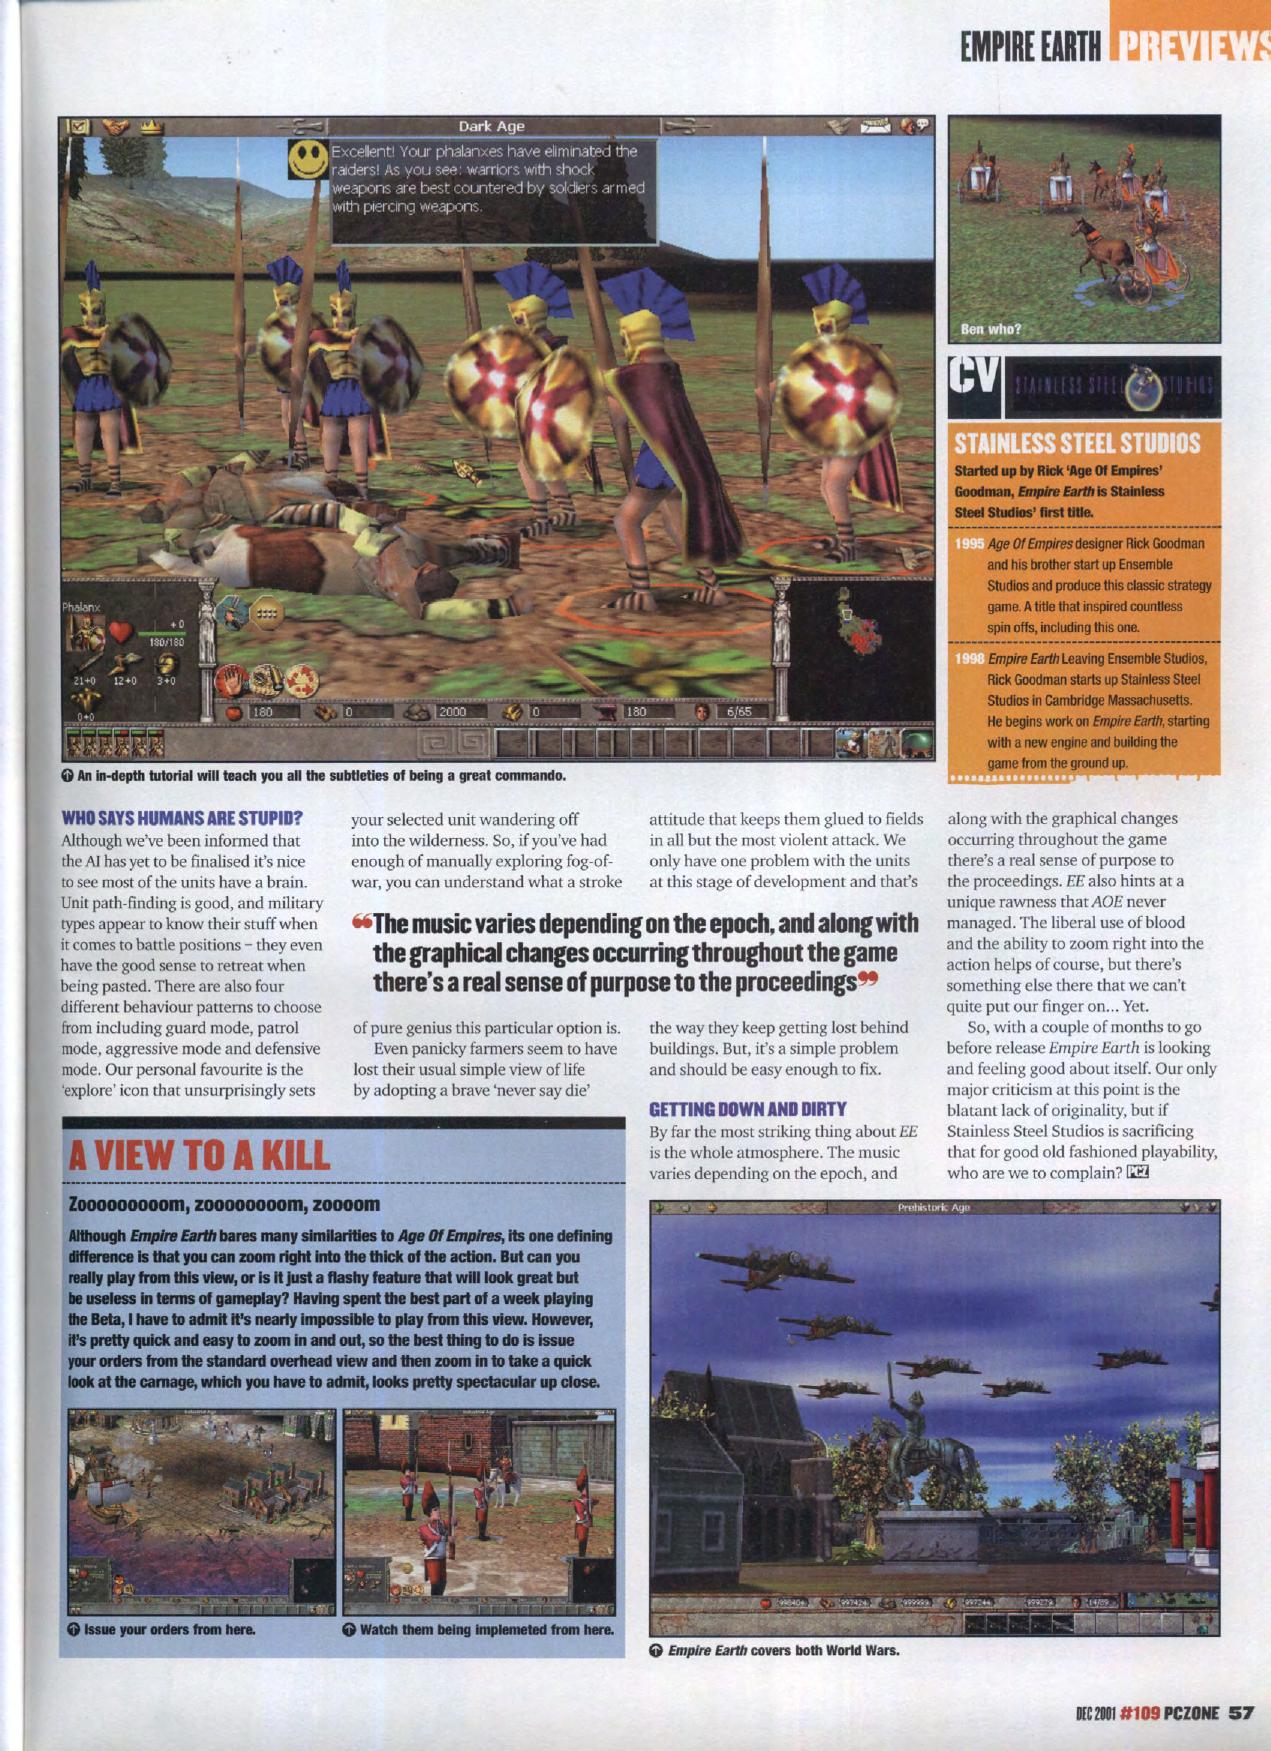 EMPIRE EARTH PREVIEWS
Dark Age
Excellent! Your phalanxes have eliminated the
raiders! As you see: warriors with shock
weapons are best countered by soldiers armed
with piercing weapons.
Phalanx
+0
180/180
21+0 12+0 3+0
0+0
180 0 2000 0 180 6/65
An in-depth tutorial will teach you all the subtleties of being a great commando.
Ben who?
CV STAINLESS STEEL STUDIOS
STAINLESS STEEL STUDIOS
Started up by Rick ‘Age Of Empires’
Goodman, Empire Earth is Stainless
Steel Studios’ first title.
1995 Age Of Empires designer Rick Goodman
and his brother start up Ensemble
Studios and produce this classic strategy
game. A title that inspired countless
spin offs, including this one.
1998 Empire Earth Leaving Ensemble Studios,
Rick Goodman starts up Stainless Steel
Studios in Cambridge Massachusetts.
He begins work on Empire Earth, starting
with a new engine and building the
game from the ground up.
WHO SAYS HUMANS ARE STUPID?
Although we’ve been informed that
the AI has yet to be finalised it’s nice
to see most of the units have a brain.
Unit path-finding is good, and military
types appear to know their stuff when
it comes to battle positions – they even
have the good sense to retreat when
being pasted. There are also four
different behaviour patterns to choose
from including guard mode, patrol
mode, aggressive mode and defensive
mode. Our personal favourite is the
‘explore’ icon that unsurprisingly sets
your selected unit wandering off
into the wilderness. So, if you’ve had
enough of manually exploring fog-of-
war, you can understand what a stroke
of pure genius this particular option is.
Even panicky farmers seem to have
lost their usual simple view of life
by adopting a brave ‘never say die’
attitude that keeps them glued to fields
in all but the most violent attack. We
only have one problem with the units
at this stage of development and that’s
the way they keep getting lost behind
buildings. But, it’s a simple problem
and should be easy enough to fix.
“The music varies depending on the epoch, and along with
the graphical changes occurring throughout the game
there’s a real sense of purpose to the proceedings”
GETTING DOWN AND DIRTY
By far the most striking thing about EE
is the whole atmosphere. The music
varies depending on the epoch, and
along with the graphical changes
occurring throughout the game
there’s a real sense of purpose to
the proceedings. EE also hints at a
unique rawness that AOE never
managed. The liberal use of blood
and the ability to zoom right into the
action helps of course, but there’s
something else there that we can’t
quite put our finger on... Yet.
So, with a couple of months to go
before release Empire Earth is looking
and feeling good about itself. Our only
major criticism at this point is the
blatant lack of originality, but if
Stainless Steel Studios is sacrificing
that for good old fashioned playability,
who are we to complain? PCZ
A VIEW TO A KILL
Zooooooooom, zoooooooom, zoooom
Although Empire Earth bares many similarities to Age Of Empires, its one defining
difference is that you can zoom right into the thick of the action. But can you
really play from this view, or is it just a flashy feature that will look great but
be useless in terms of gameplay? Having spent the best part of a week playing
the Beta, I have to admit it’s nearly impossible to play from this view. However,
it’s pretty quick and easy to zoom in and out, so the best thing to do is issue
your orders from the standard overhead view and then zoom in to take a quick
look at the carnage, which you have to admit, looks pretty spectacular up close.
Issue your orders from here.
Watch them being implemeted from here.
Prehistoric Age
Empire Earth covers both World Wars.
DEC 2001 #109 PCZONE 57